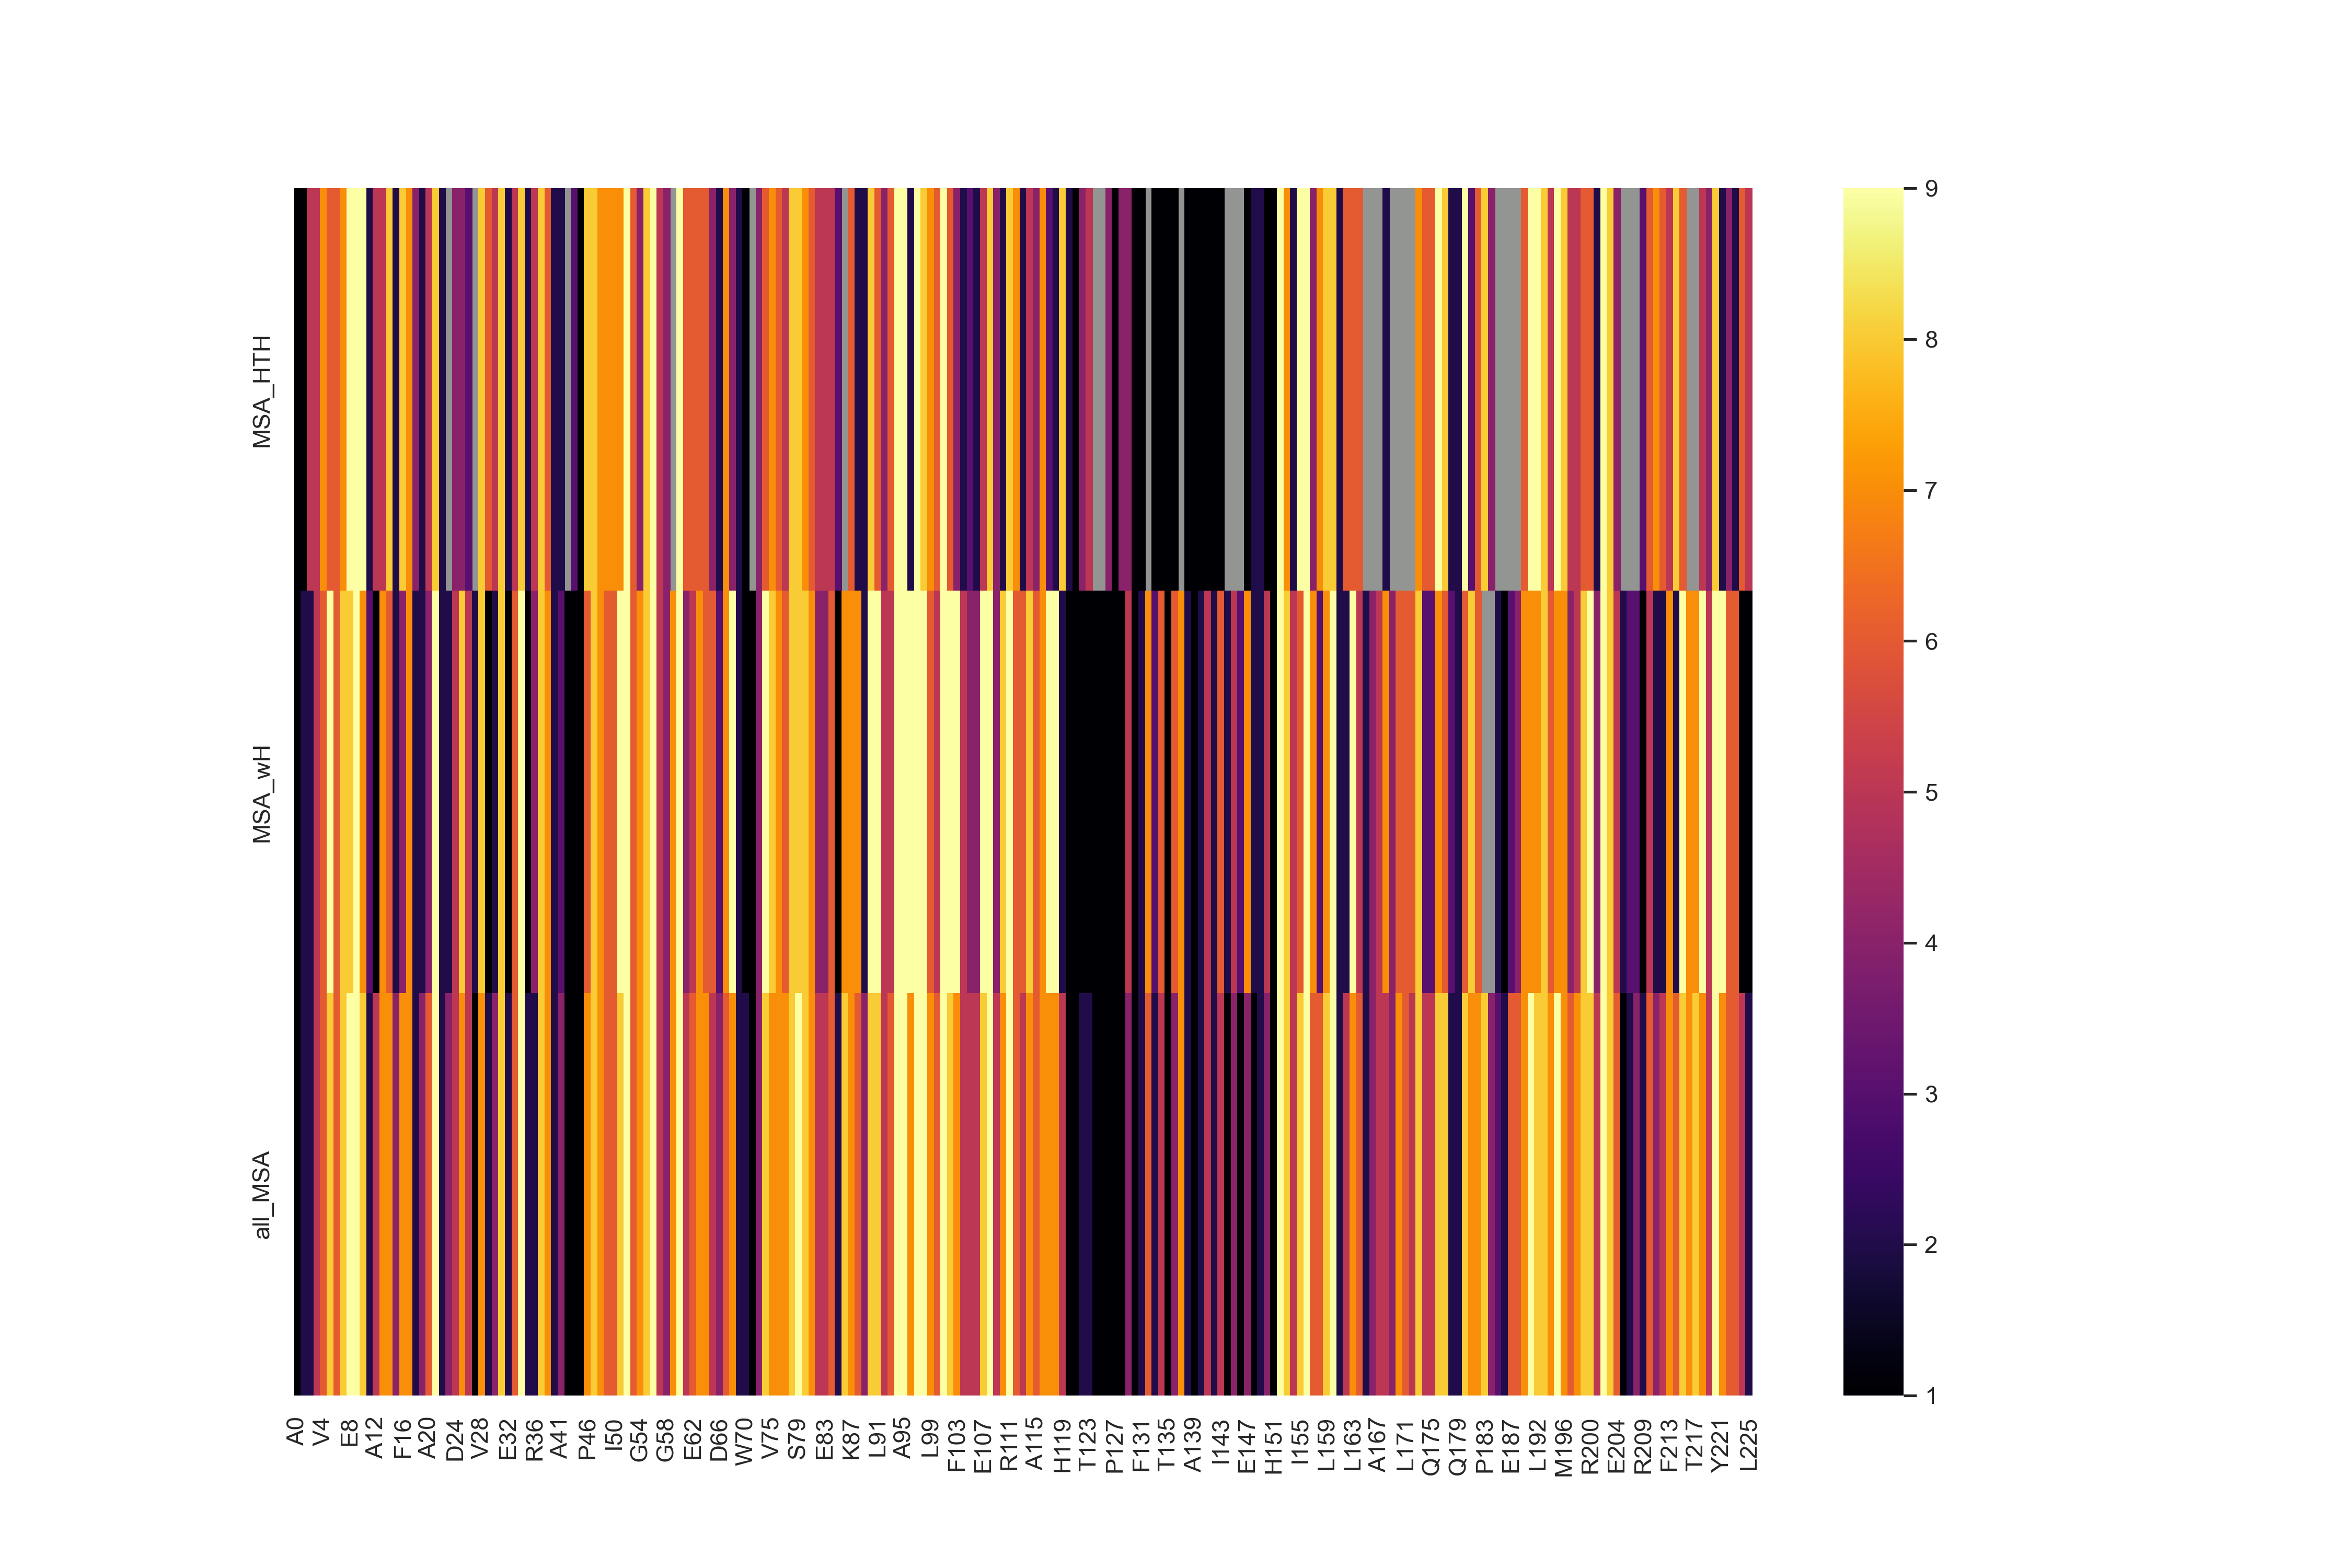 MSA_HTH
MSA_wH
all_MSA
A0 V4 E8 A12 F16 A20 D24 V28 E32 R36 A41 P46 I50 G54 G58 E62 D66 W70 V75 S79 E83 K87 L91 A95 L99 F103 E107 R111 A115 H119 T123 P127 F131 T135 A139 I143 E147 H151 I155 L159 L163 A167 L171 Q175 Q179 P183 E187 L192 M196 R200 E204 R209 F213 T217 Y221 L225
9
8
7
6
5
4
3
2
1